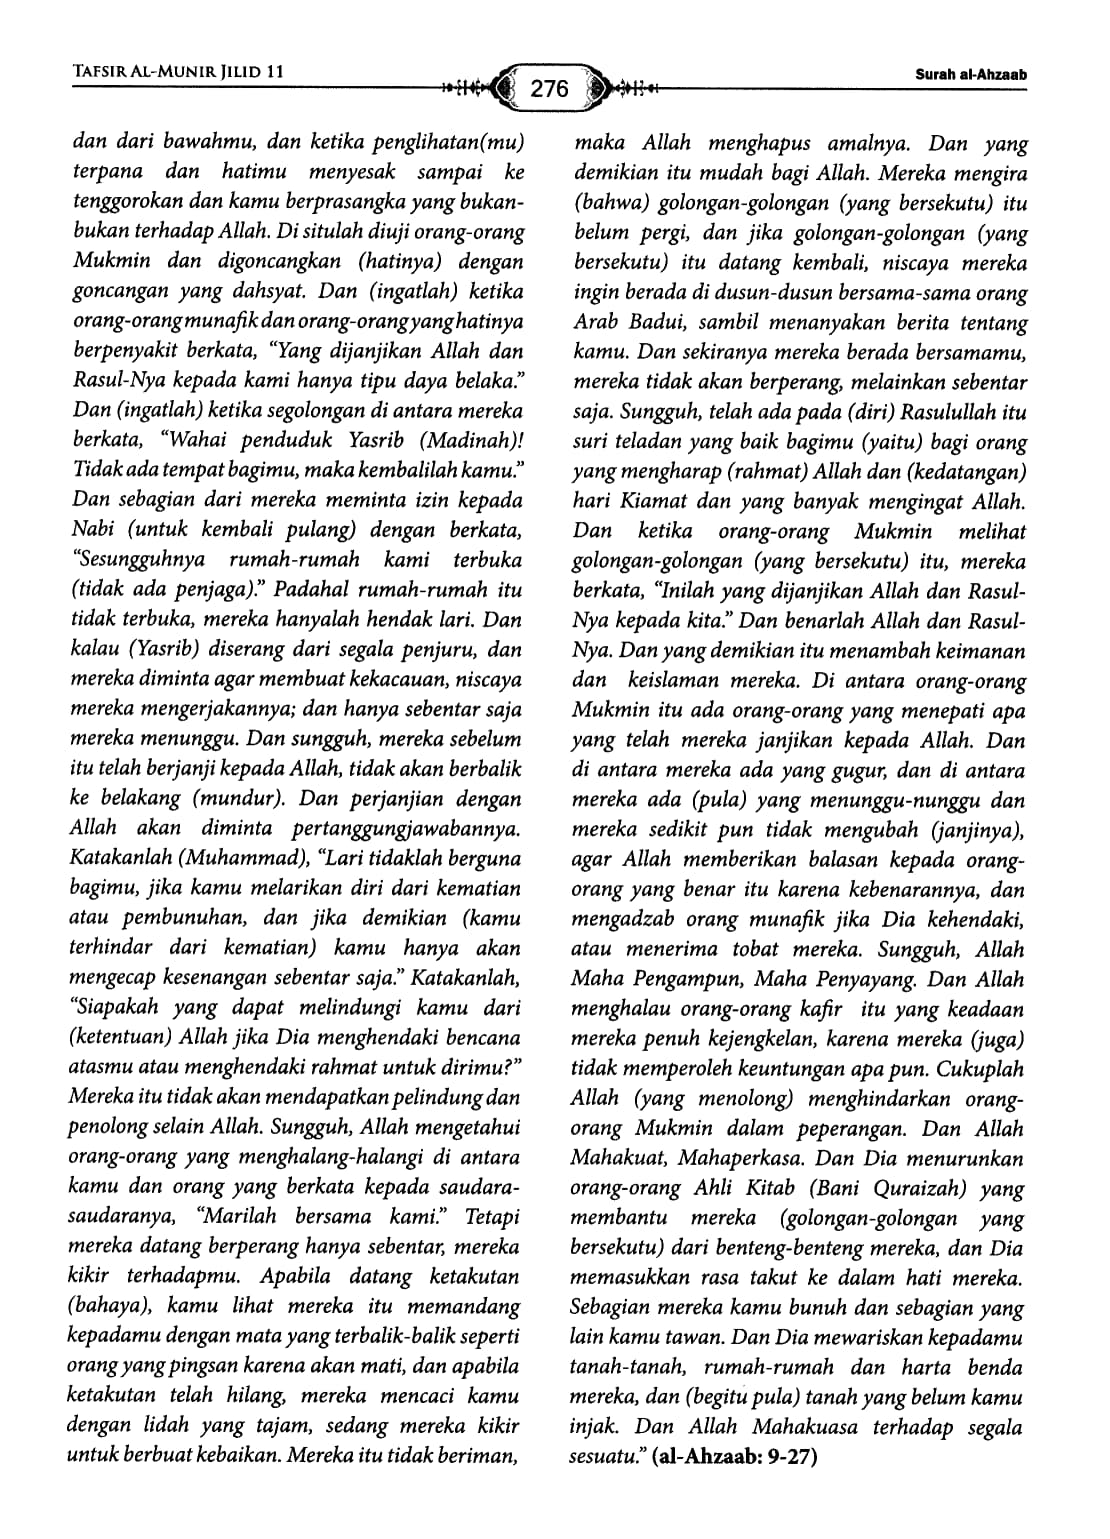 TAFSIR AL-MUNIR JILID 11
276
Surah al-Ahzaab
dan dari bawahmu, dan ketika penglihatan(mu)
terpana dan hatimu menyesak sampai ke
tenggorokan dan kamu berprasangka yang bukan-
bukan terhadap Allah. Di situlah diuji orang-orang
Mukmin dan digoncangkan (hatinya) dengan
goncangan yang dahsyat. Dan (ingatlah) ketika
orang-orang munafik dan orang-orang yang hatinya
berpenyakit berkata, “Yang dijanjikan Allah dan
Rasul-Nya kepada kami hanya tipu daya belaka.”
Dan (ingatlah) ketika segolongan di antara mereka
berkata, “Wahai penduduk Yasrib (Madinah)!
Tidak ada tempat bagimu, maka kembalilah kamu.”
Dan sebagian dari mereka meminta izin kepada
Nabi (untuk kembali pulang) dengan berkata,
“Sesungguhnya rumah-rumah kami terbuka
(tidak ada penjaga).” Padahal rumah-rumah itu
tidak terbuka, mereka hanyalah hendak lari. Dan
kalau (Yasrib) diserang dari segala penjuru, dan
mereka diminta agar membuat kekacauan, niscaya
mereka mengerjakannya; dan hanya sebentar saja
mereka menunggu. Dan sungguh, mereka sebelum
itu telah berjanji kepada Allah, tidak akan berbalik
ke belakang (mundur). Dan perjanjian dengan
Allah akan diminta pertanggungjawabannya.
Katakanlah (Muhammad), “Lari tidaklah berguna
bagimu, jika kamu melarikan diri dari kematian
atau pembunuhan, dan jika demikian (kamu
terhindar dari kematian) kamu hanya akan
mengecap kesenangan sebentar saja.” Katakanlah,
“Siapakah yang dapat melindungi kamu dari
(ketentuan) Allah jika Dia menghendaki bencana
atasmu atau menghendaki rahmat untuk dirimu?”
Mereka itu tidak akan mendapatkan pelindung dan
penolong selain Allah. Sungguh, Allah mengetahui
orang-orang yang menghalang-halangi di antara
kamu dan orang yang berkata kepada saudara-
saudaranya, “Marilah bersama kami.” Tetapi
mereka datang berperang hanya sebentar, mereka
kikir terhadapmu. Apabila datang ketakutan
(bahaya), kamu lihat mereka itu memandang
kepadamu dengan mata yang terbalik-balik seperti
orang yang pingsan karena akan mati, dan apabila
ketakutan telah hilang, mereka mencaci kamu
dengan lidah yang tajam, sedang mereka kikir
untuk berbuat kebaikan. Mereka itu tidak beriman,
maka Allah menghapus amalnya. Dan yang
demikian itu mudah bagi Allah. Mereka mengira
(bahwa) golongan-golongan (yang bersekutu) itu
belum pergi, dan jika golongan-golongan (yang
bersekutu) itu datang kembali, niscaya mereka
ingin berada di dusun-dusun bersama-sama orang
Arab Badui, sambil menanyakan berita tentang
kamu. Dan sekiranya mereka berada bersamamu,
mereka tidak akan berperang, melainkan sebentar
saja. Sungguh, telah ada pada (diri) Rasulullah itu
suri teladan yang baik bagimu (yaitu) bagi orang
yang mengharap (rahmat) Allah dan (kedatangan)
hari Kiamat dan yang banyak mengingat Allah.
Dan ketika orang-orang Mukmin melihat
golongan-golongan (yang bersekutu) itu, mereka
berkata, “Inilah yang dijanjikan Allah dan Rasul-
Nya kepada kita.” Dan benarlah Allah dan Rasul-
Nya. Dan yang demikian itu menambah keimanan
dan keislaman mereka. Di antara orang-orang
Mukmin itu ada orang-orang yang menepati apa
yang telah mereka janjikan kepada Allah. Dan
di antara mereka ada yang gugur, dan di antara
mereka ada (pula) yang menunggu-nunggu dan
mereka sedikit pun tidak mengubah (janjinya),
agar Allah memberikan balasan kepada orang-
orang yang benar itu karena kebenarannya, dan
mengadzab orang munafik jika Dia kehendaki,
atau menerima tobat mereka. Sungguh, Allah
Maha Pengampun, Maha Penyayang. Dan Allah
menghalau orang-orang kafir itu yang keadaan
mereka penuh kejengkelan, karena mereka (juga)
tidak memperoleh keuntungan apa pun. Cukuplah
Allah (yang menolong) menghindarkan orang-
orang Mukmin dalam peperangan. Dan Allah
Mahakuat, Mahaperkasa. Dan Dia menurunkan
orang-orang Ahli Kitab (Bani Quraizah) yang
membantu mereka (golongan-golongan yang
bersekutu) dari benteng-benteng mereka, dan Dia
memasukkan rasa takut ke dalam hati mereka.
Sebagian mereka kamu bunuh dan sebagian yang
lain kamu tawan. Dan Dia mewariskan kepadamu
tanah-tanah, rumah-rumah dan harta benda
mereka, dan (begitu pula) tanah yang belum kamu
injak. Dan Allah Mahakuasa terhadap segala
sesuatu.” (al-Ahzaab: 9-27)